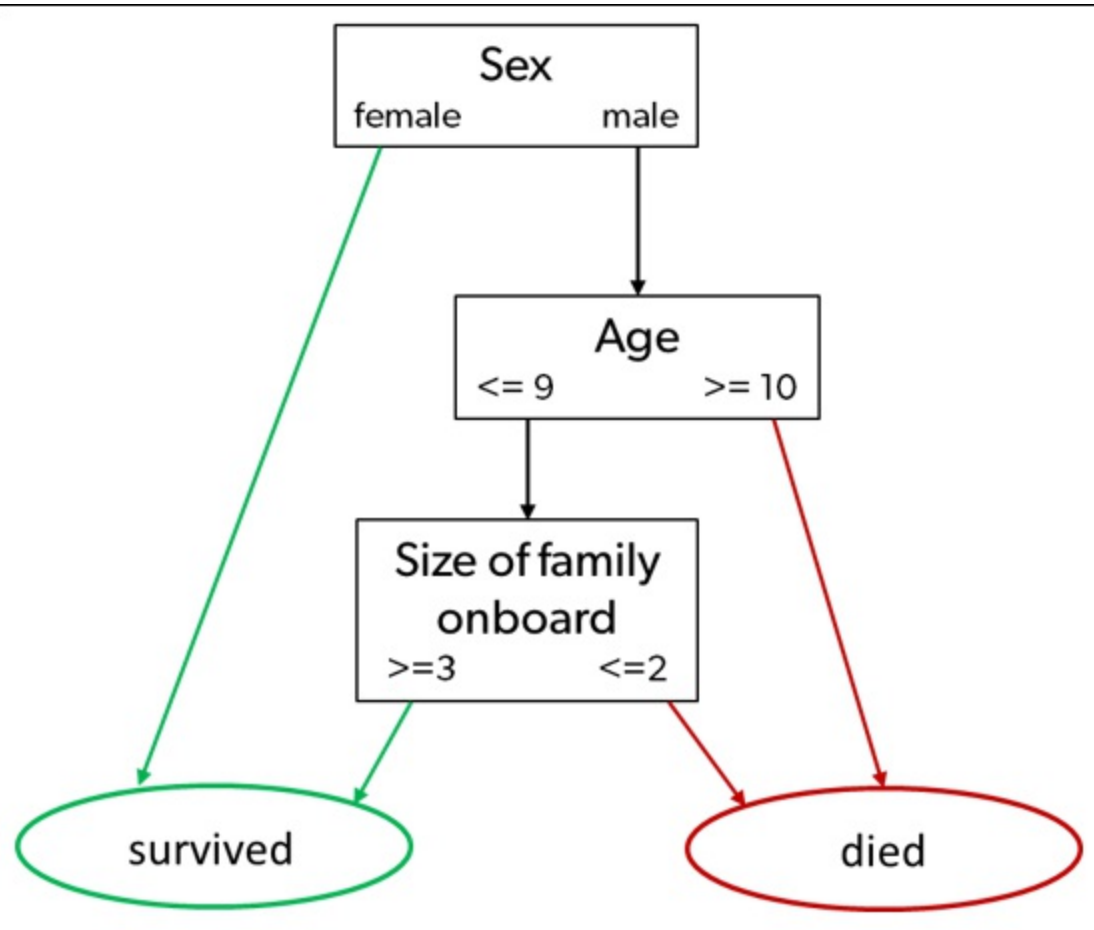 Sex
female male
Age
<= 9 >= 10
Size of family
onboard
>=3 <=2
survived died